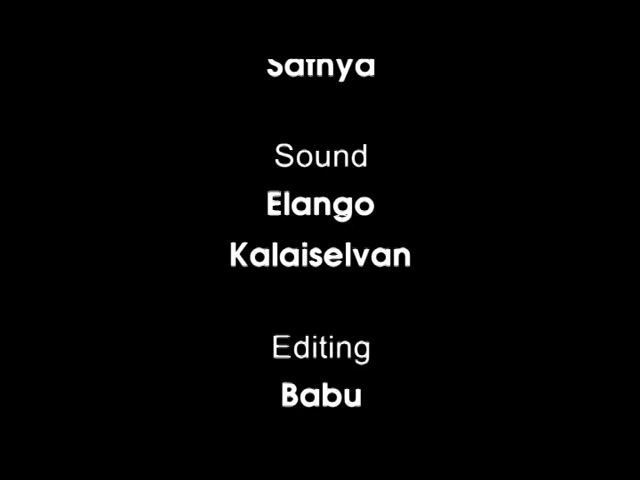 Sathya
Sound
Elango
Kalaiselvan
Editing
Babu